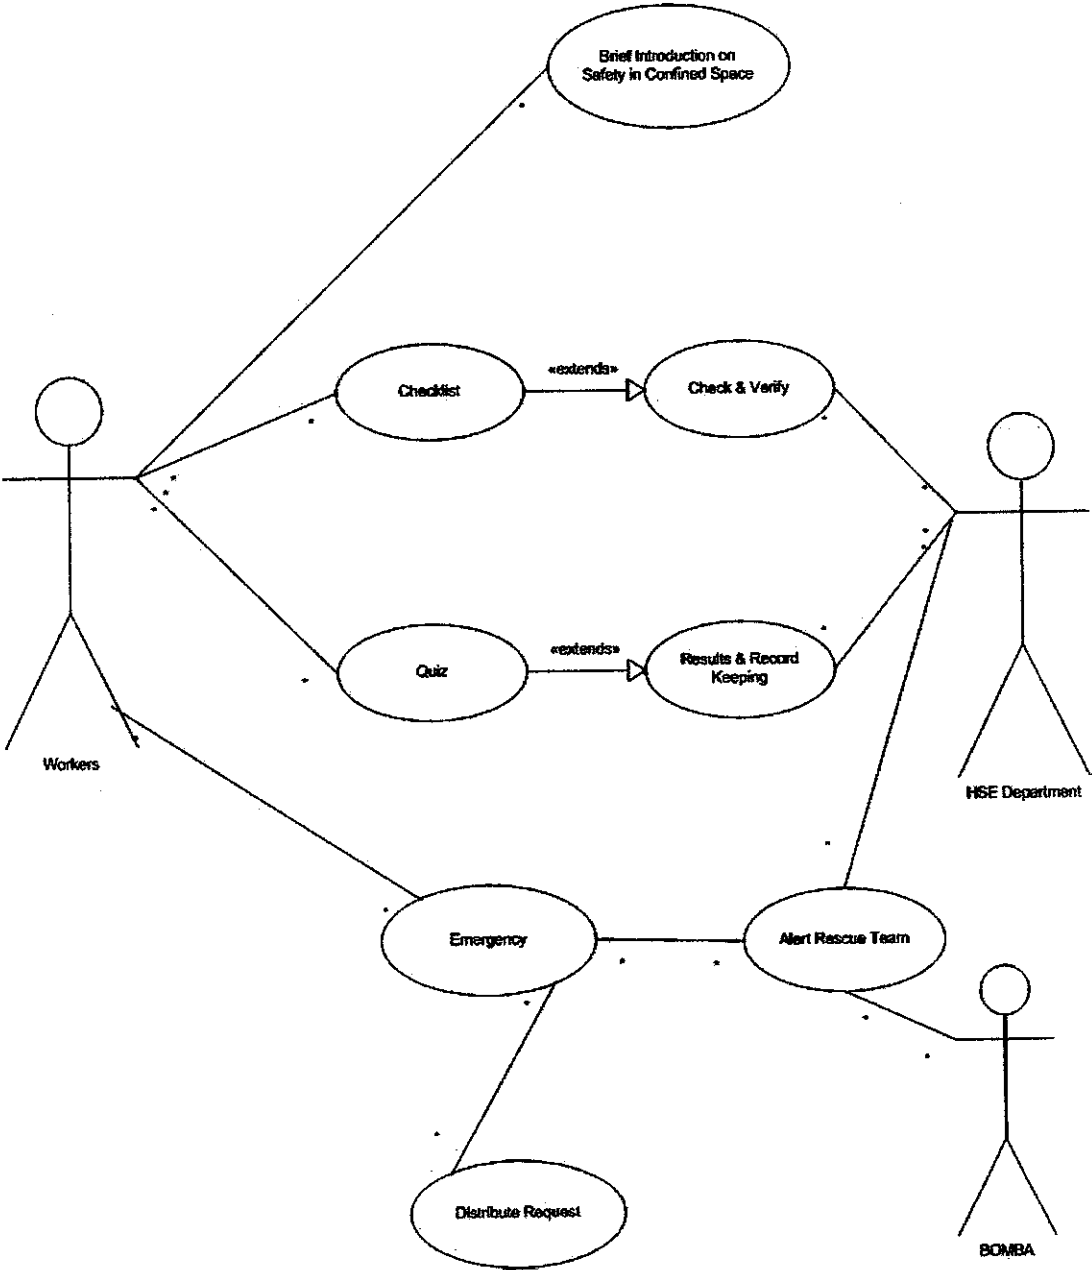 Brief Introduction on
Safety in Confined Space
Checklist
«extends»
Check & Verify
Quiz
«extends»
Results & Record
Keeping
Workers
HSE Department
Emergency
Alert Rescue Team
Distribute Request
BOMBA